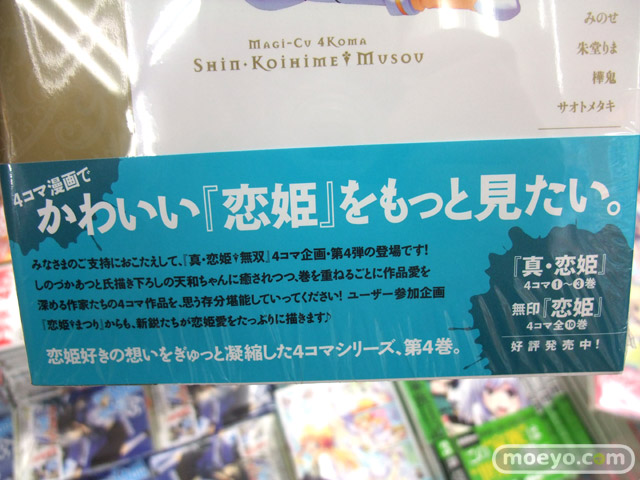 みのせ
朱堂りま
樺鬼
サオトメタキ
MAGI-CU 4KOMA
SHIN・KOIHIME†MUSOU
4コマ漫画で
かわいい『恋姫』をもっと見たい。
みなさまのご支持におこたえして、『真・恋姫†無双』4コマ企画・第4弾の登場です!
しのづかあつと氏描き下ろしの天和ちゃんに癒されつつ、巻を重ねるごとに作品愛を
深める作家たちの4コマ作品を、思う存分堪能していってください! ユーザー参加企画
『恋姫†まつり』からも、新鋭たちが恋姫愛をたっぷりに描きます♪
恋姫好きの想いをぎゅっと凝縮した4コマシリーズ、第4巻。
『真・恋姫』
4コマ❶〜❸巻
無印『恋姫』
4コマ全❿巻
好評発売中!
moeyo.com